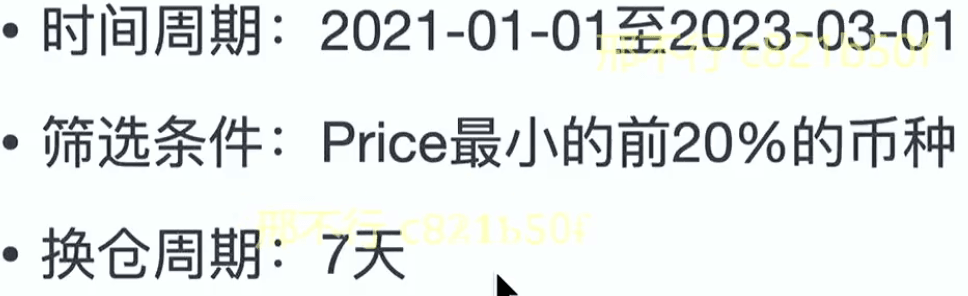 • 时间周期：2021-01-01至2023-03-01
邢不行 c821b50f
• 筛选条件：Price最小的前20%的币种
邢不行 c821b50f
• 换仓周期：7天